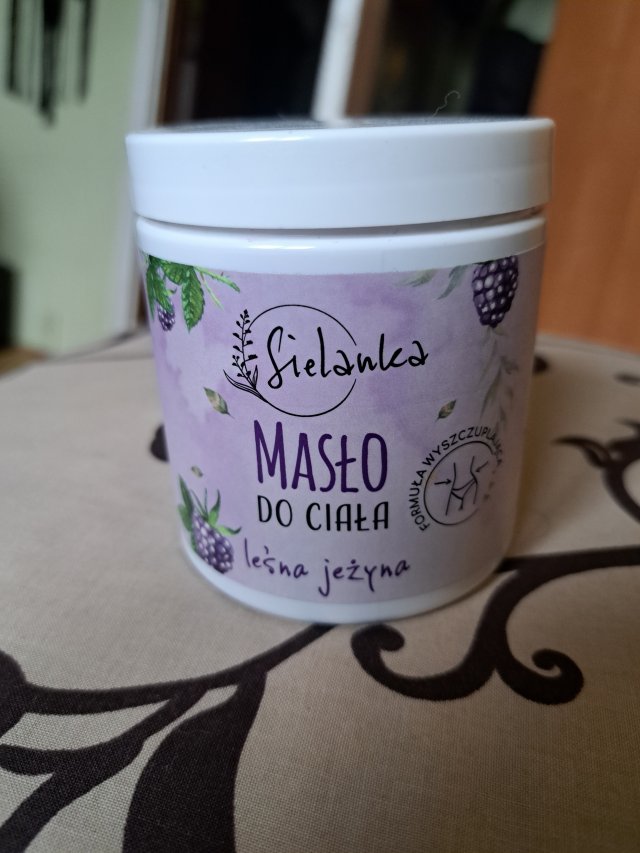 Sielanka
MASŁO
DO CIAŁA
leśna jeżyna
FORMUŁA WYSZCZUPLAJĄCA